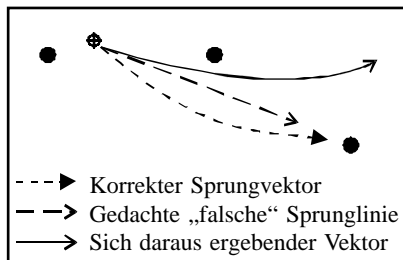 Korrekter Sprungvektor
Gedachte „falsche“ Sprunglinie
Sich daraus ergebender Vektor